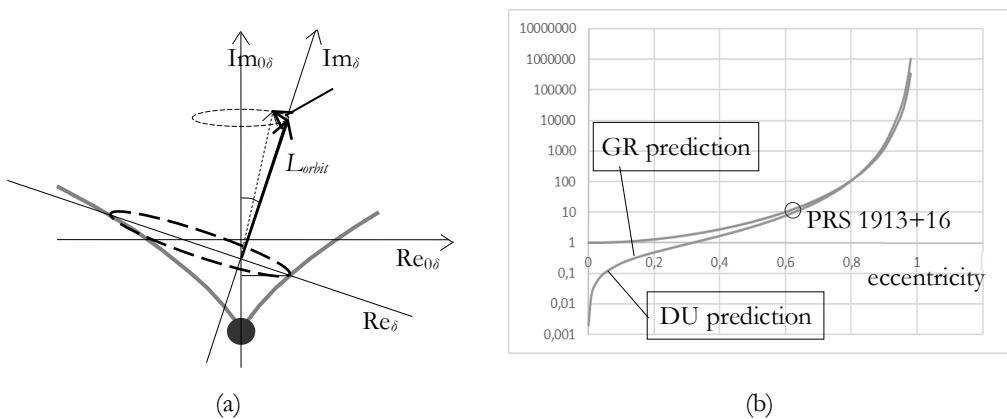 Im0δ
Imδ
Lorbit
Re0δ
Reδ
(a)
10000000
1000000
100000
10000
1000
100
10
1
0,1
0,01
0,001
GR prediction
PRS 1913+16
0 0,2 0,4 0,6 0,8 1
eccentricity
DU prediction
(b)